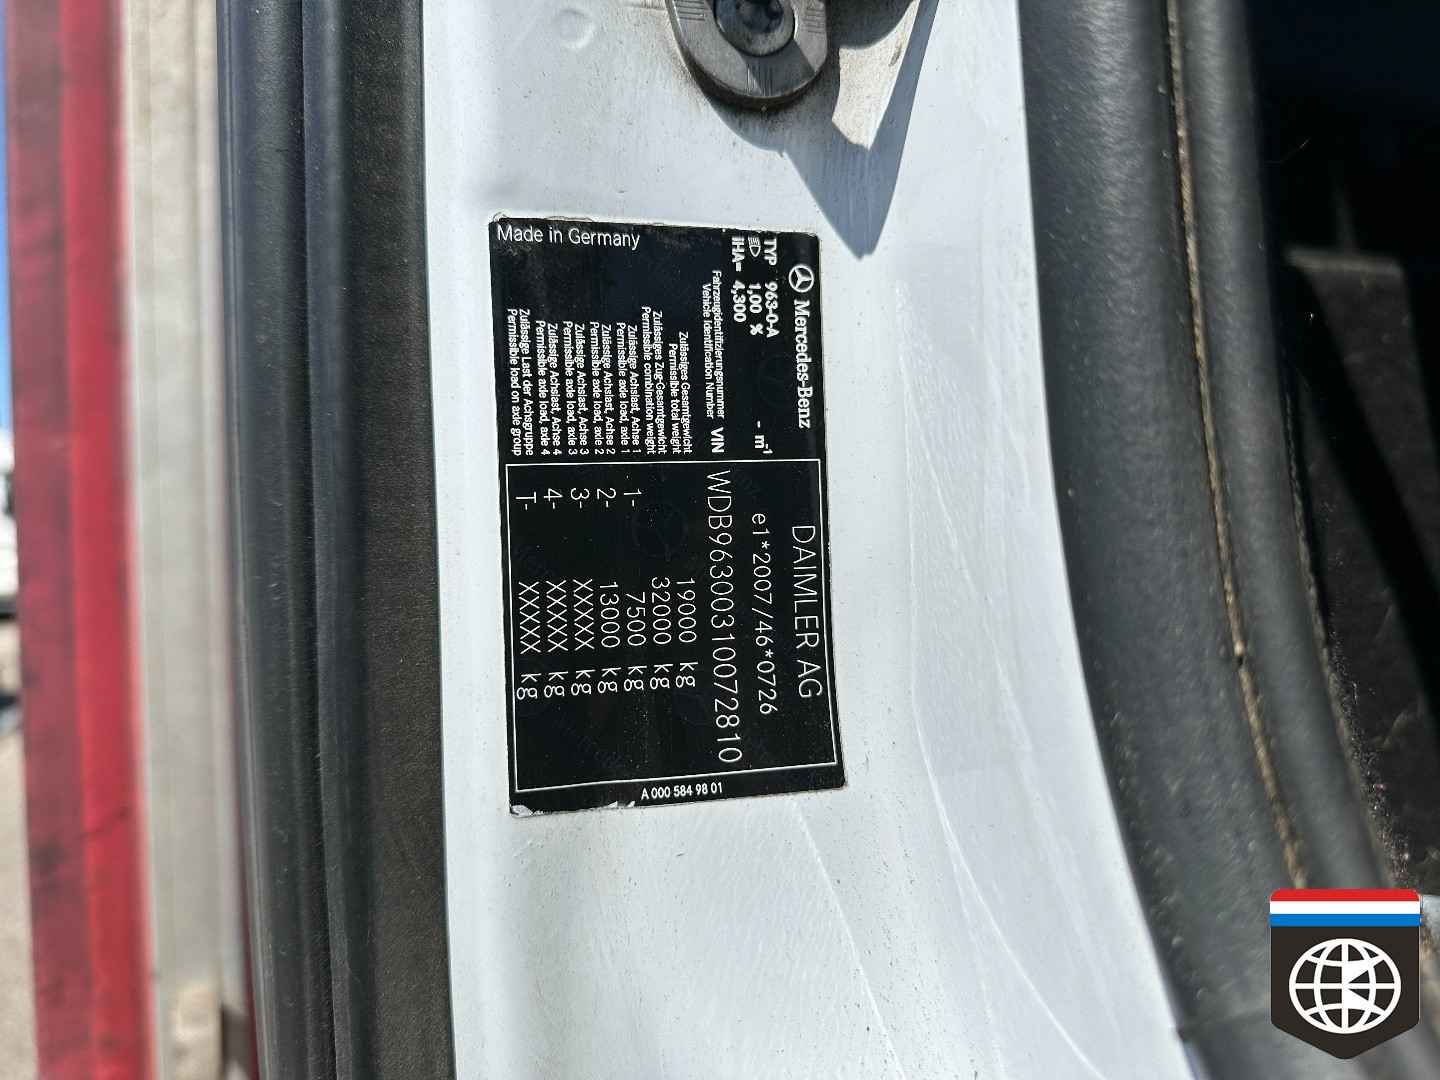 Mercedes-Benz
DAIMLER AG
TYP 963-0-A - m-1
e1*2007/46*0726
1,00 %
IHA= 4,300
Fahrzeugidentifizierungsnummer
Vehicle Identification Number VIN WDB96300310072810
Zulässiges Gesamtgewicht
Permissible total weight 19000 kg
Zulässiges Zug-Gesamtgewicht
Permissible combination weight 32000 kg
Zulässige Achslast, Achse 1
Permissible axle load, axle 1 1- 7500 kg
Zulässige Achslast, Achse 2
Permissible axle load, axle 2 2- 13000 kg
Zulässige Achslast, Achse 3
Permissible axle load, axle 3 3- XXXXX kg
Zulässige Achslast, Achse 4
Permissible axle load, axle 4 4- XXXXX kg
Zulässige Last der Achsgruppe
Permissible load on axle group T- XXXXX kg
Made in Germany
A 000 584 98 01